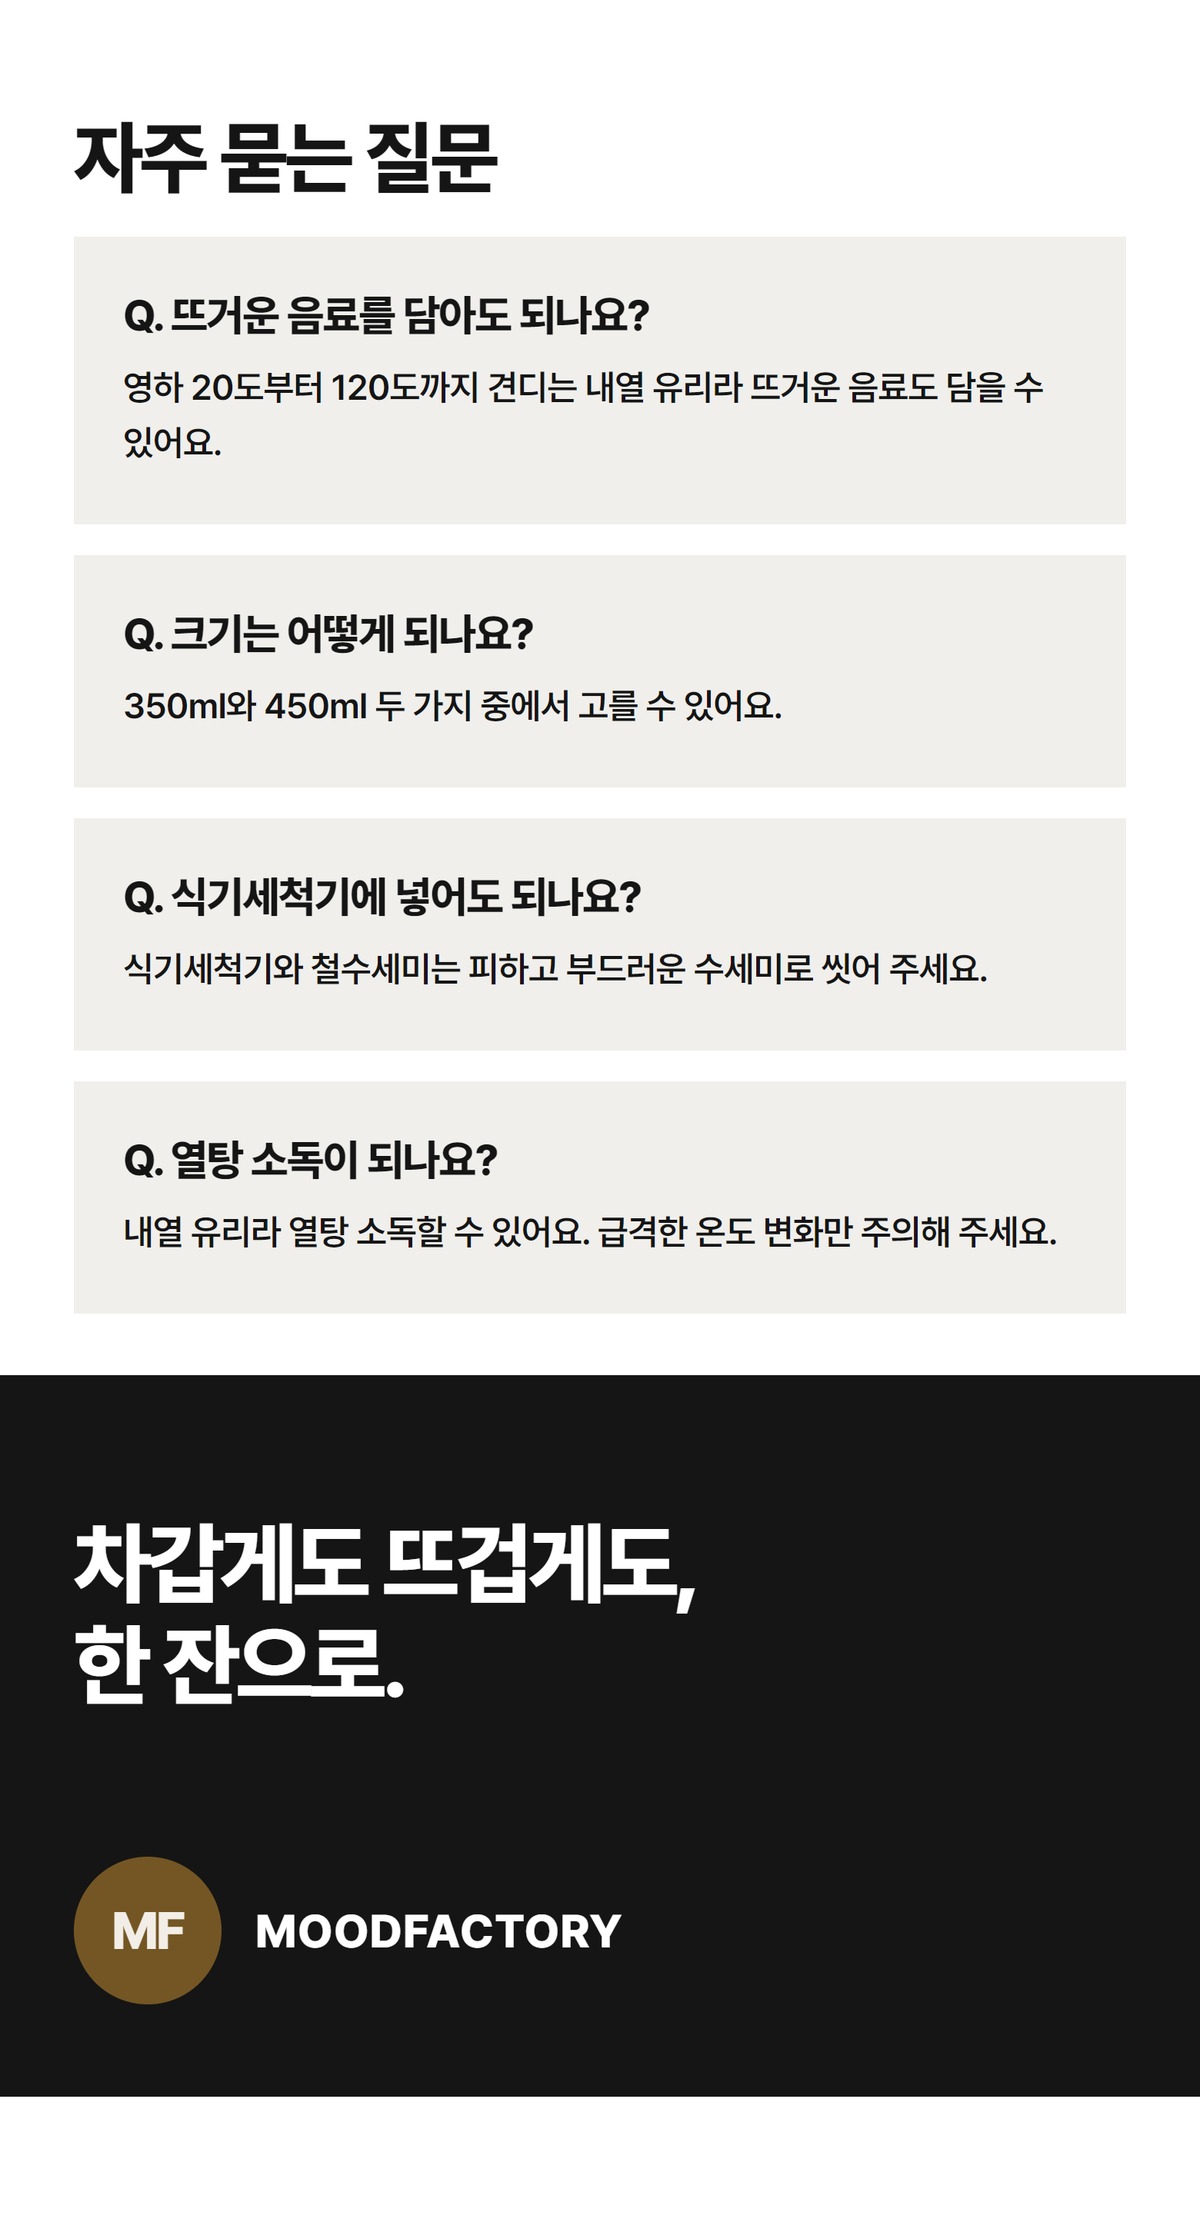 자주 묻는 질문
Q. 뜨거운 음료를 담아도 되나요?
영하 20도부터 120도까지 견디는 내열 유리라 뜨거운 음료도 담을 수
있어요.
Q. 크기는 어떻게 되나요?
350ml와 450ml 두 가지 중에서 고를 수 있어요.
Q. 식기세척기에 넣어도 되나요?
식기세척기와 철수세미는 피하고 부드러운 수세미로 씻어 주세요.
Q. 열탕 소독이 되나요?
내열 유리라 열탕 소독할 수 있어요. 급격한 온도 변화만 주의해 주세요.
차갑게도 뜨겁게도,
한 잔으로.
MF
MOODFACTORY